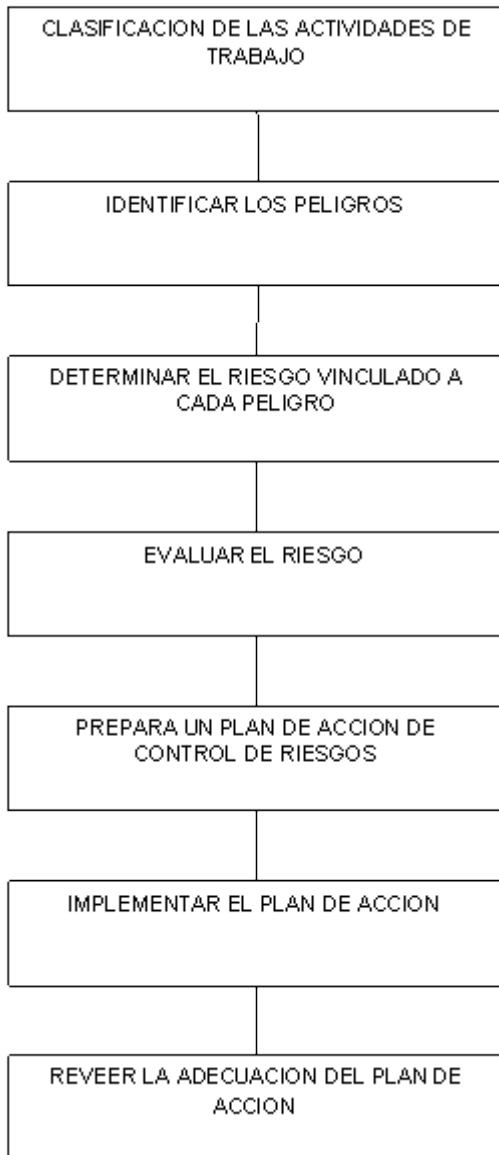 CLASIFICACION DE LAS ACTIVIDADES DE
TRABAJO
IDENTIFICAR LOS PELIGROS
DETERMINAR EL RIESGO VINCULADO A
CADA PELIGRO
EVALUAR EL RIESGO
PREPARA UN PLAN DE ACCION DE
CONTROL DE RIESGOS
IMPLEMENTAR EL PLAN DE ACCION
REVEER LA ADECUACION DEL PLAN DE
ACCION